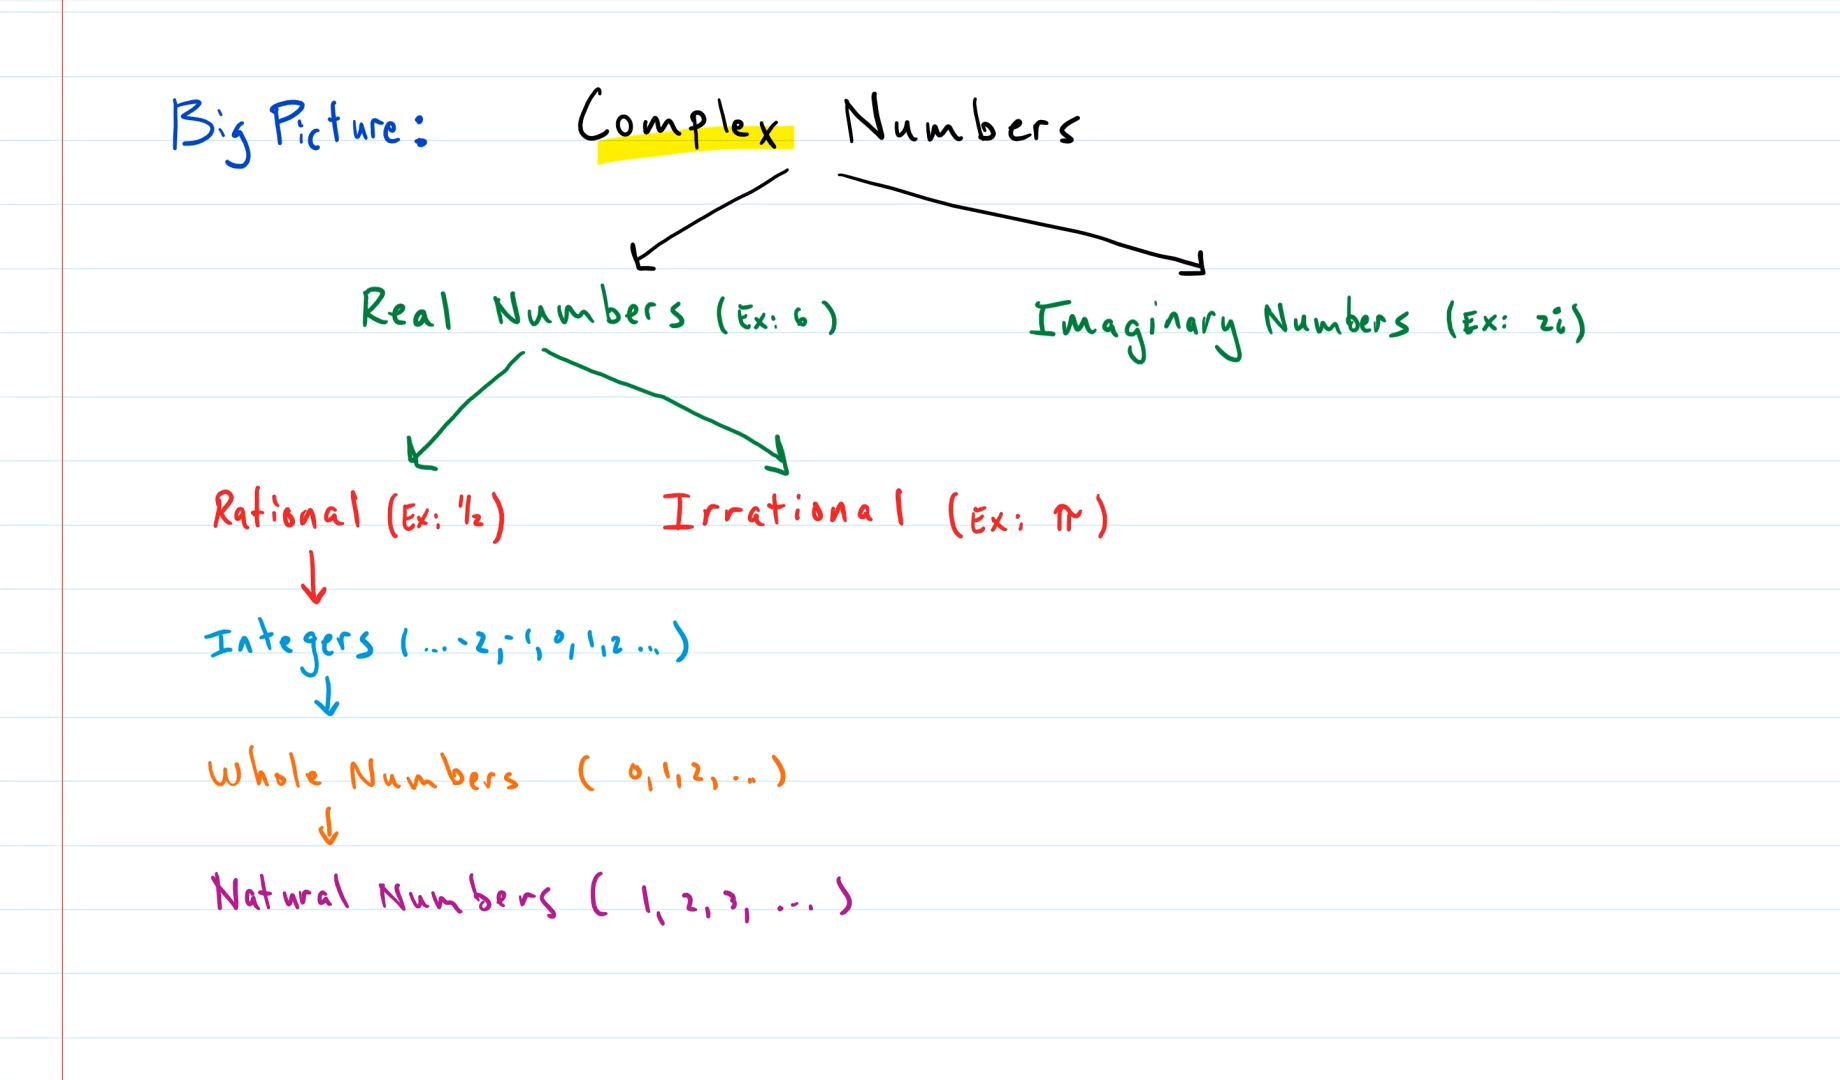 Big Picture: Complex Numbers
Real Numbers (Ex: 6) Imaginary Numbers (Ex: 2i)
Rational (Ex: 1/2) Irrational (Ex: π)
Integers (... -2, -1, 0, 1, 2 ...)
Whole Numbers (0, 1, 2, ...)
Natural Numbers (1, 2, 3, ...)